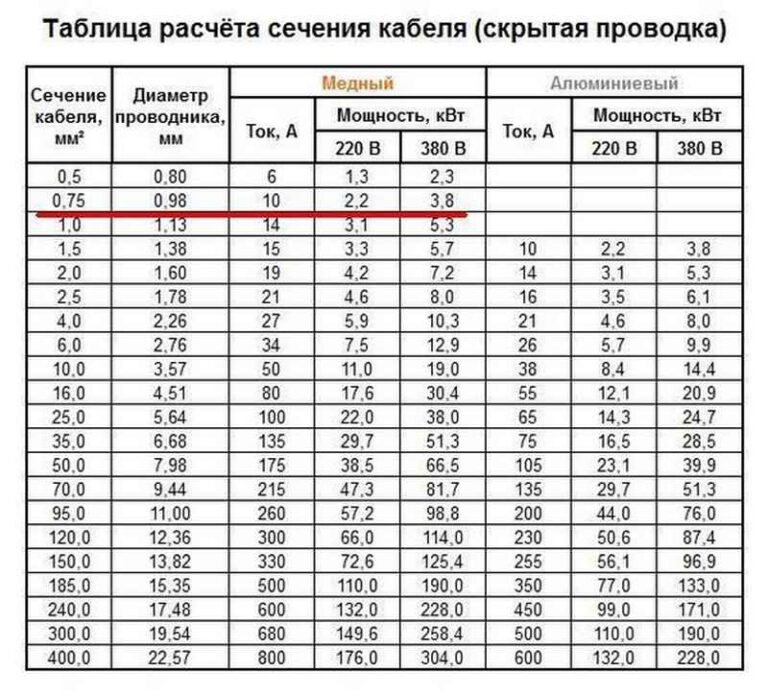 Таблица расчёта сечения кабеля (скрытая проводка)
Сечение кабеля, мм² Диаметр проводника, мм Медный Алюминиевый
Ток, А Мощность, кВт Ток, А Мощность, кВт
220 В 380 В 220 В 380 В
0,5 0,80 6 1,3 2,3
0,75 0,98 10 2,2 3,8
1,0 1,13 14 3,1 5,3
1,5 1,38 15 3,3 5,7 10 2,2 3,8
2,0 1,60 19 4,2 7,2 14 3,1 5,3
2,5 1,78 21 4,6 8,0 16 3,5 6,1
4,0 2,26 27 5,9 10,3 21 4,6 8,0
6,0 2,76 34 7,5 12,9 26 5,7 9,9
10,0 3,57 50 11,0 19,0 38 8,4 14,4
16,0 4,51 80 17,6 30,4 55 12,1 20,9
25,0 5,64 100 22,0 38,0 65 14,3 24,7
35,0 6,68 135 29,7 51,3 75 16,5 28,5
50,0 7,98 175 38,5 66,5 105 23,1 39,9
70,0 9,44 215 47,3 81,7 135 29,7 51,3
95,0 11,00 260 57,2 98,8 200 44,0 76,0
120,0 12,36 300 66,0 114,0 230 50,6 87,4
150,0 13,82 330 72,6 125,4 255 56,1 96,9
185,0 15,35 500 110,0 190,0 350 77,0 133,0
240,0 17,48 600 132,0 228,0 450 99,0 171,0
300,0 19,54 680 149,6 258,4 500 110,0 190,0
400,0 22,57 800 176,0 304,0 600 132,0 228,0